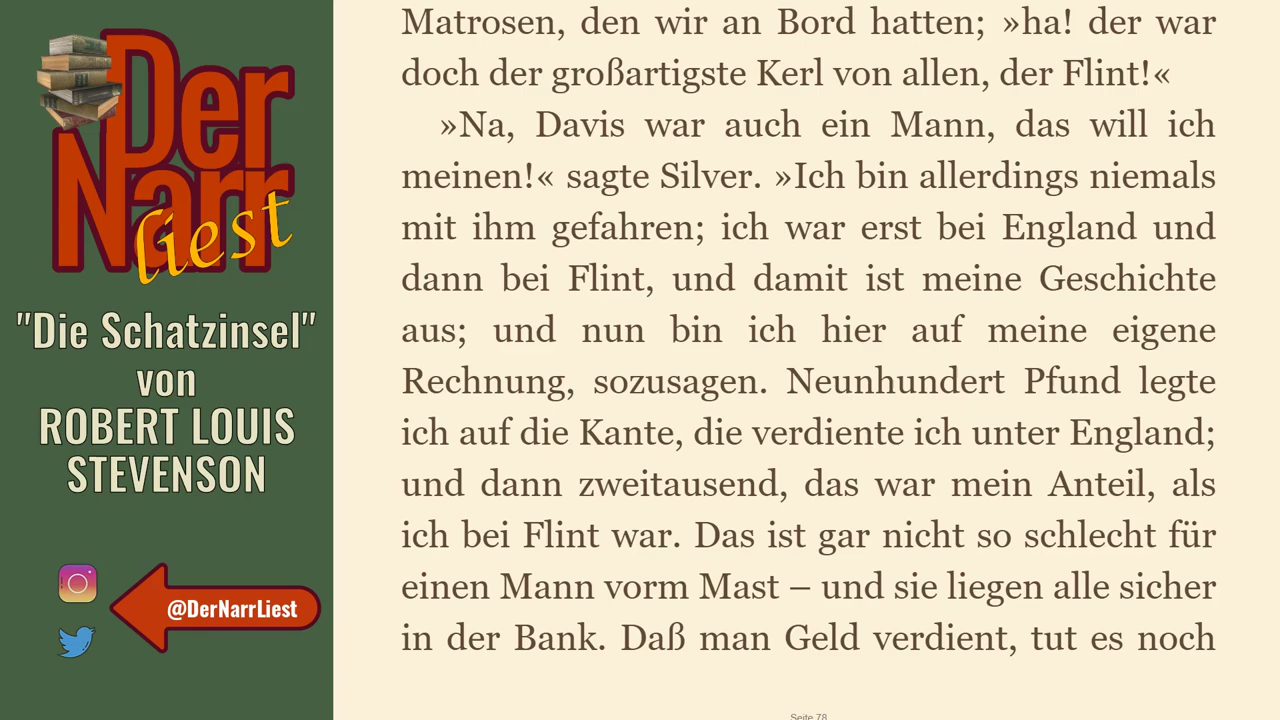 Der
Narr
liest
"Die Schatzinsel"
von
ROBERT LOUIS
STEVENSON
@DerNarrLiest
Matrosen, den wir an Bord hatten; »ha! der war
doch der großartigste Kerl von allen, der Flint!«
»Na, Davis war auch ein Mann, das will ich
meinen!« sagte Silver. »Ich bin allerdings niemals
mit ihm gefahren; ich war erst bei England und
dann bei Flint, und damit ist meine Geschichte
aus; und nun bin ich hier auf meine eigene
Rechnung, sozusagen. Neunhundert Pfund legte
ich auf die Kante, die verdiente ich unter England;
und dann zweitausend, das war mein Anteil, als
ich bei Flint war. Das ist gar nicht so schlecht für
einen Mann vorm Mast – und sie liegen alle sicher
in der Bank. Daß man Geld verdient, tut es noch
Seite 78